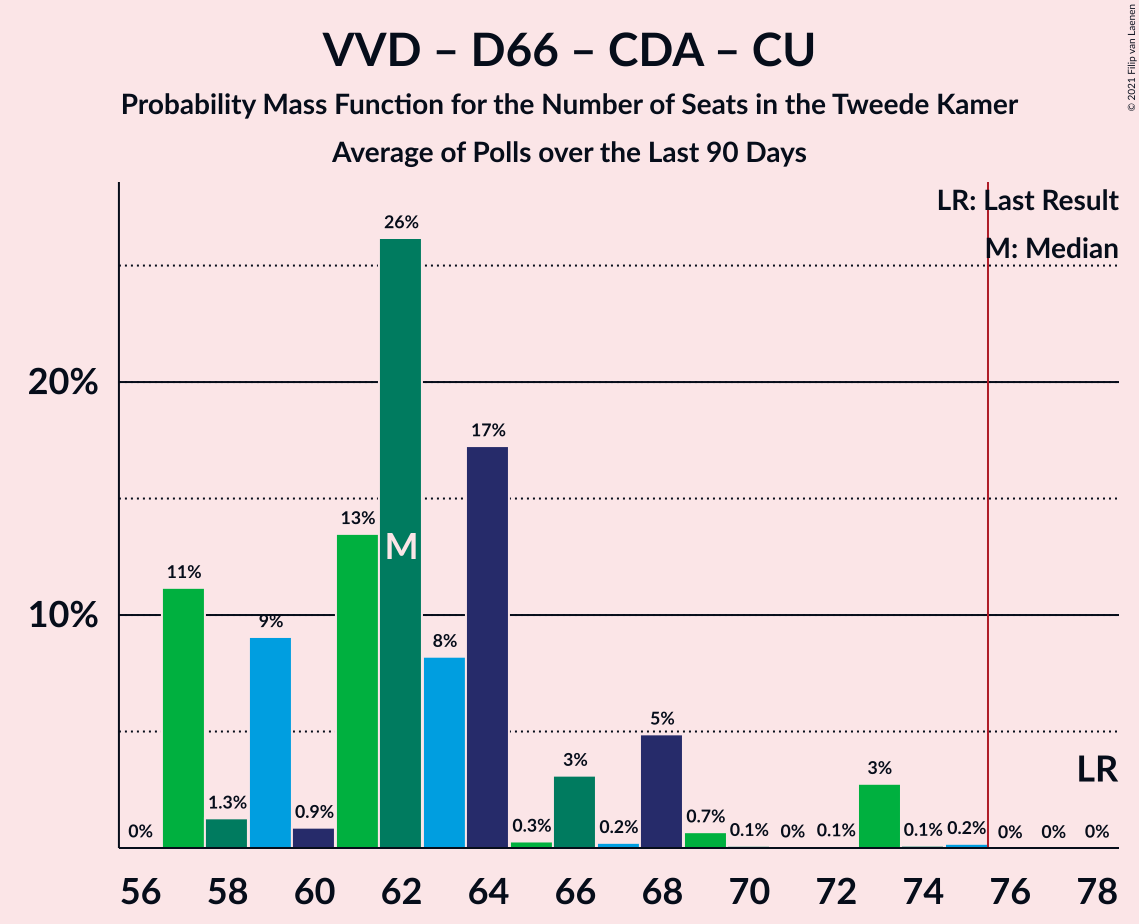 VVD – D66 – CDA – CU
Probability Mass Function for the Number of Seats in the Tweede Kamer
Average of Polls over the Last 90 Days
© 2021 Filip van Laenen
LR: Last Result
M: Median
20%
10%
0%
11%
1.3%
9%
0.9%
13%
26%
M
8%
17%
0.3%
3%
0.2%
5%
0.7%
0.1%
0%
0.1%
3%
0.1%
0.2%
0%
0%
0%
LR
56 58 60 62 64 66 68 70 72 74 76 78